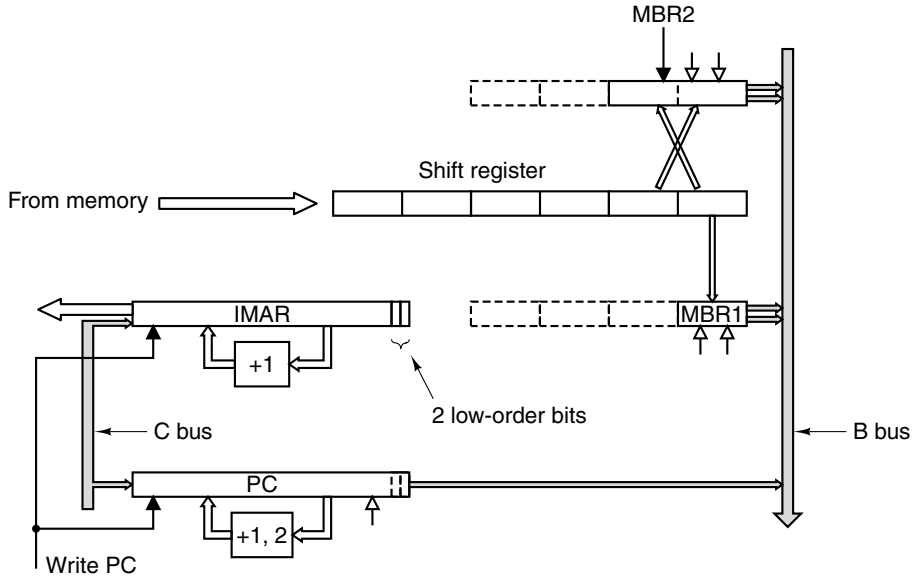 MBR2
Shift register
From memory
IMAR
MBR1
+1
2 low-order bits
C bus
B bus
PC
+1, 2
Write PC